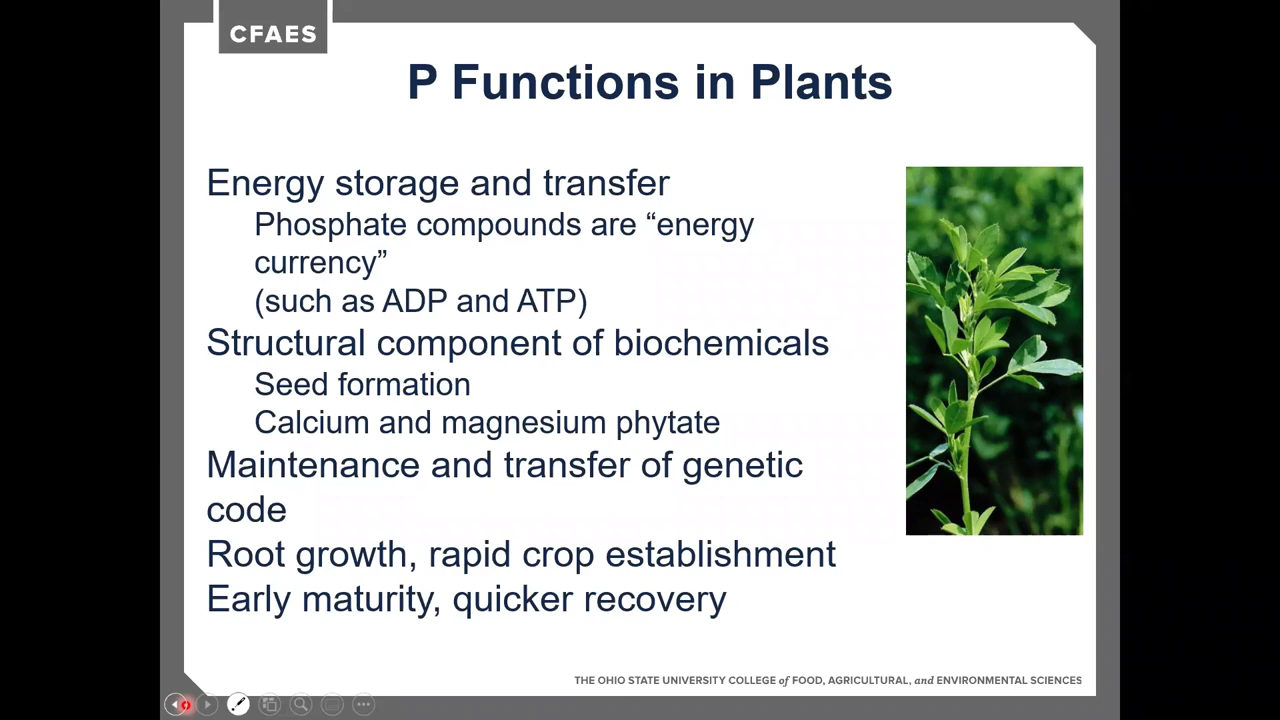 CFAES
P Functions in Plants
Energy storage and transfer
Phosphate compounds are “energy
currency”
(such as ADP and ATP)
Structural component of biochemicals
Seed formation
Calcium and magnesium phytate
Maintenance and transfer of genetic
code
Root growth, rapid crop establishment
Early maturity, quicker recovery
THE OHIO STATE UNIVERSITY COLLEGE of FOOD, AGRICULTURAL, and ENVIRONMENTAL SCIENCES